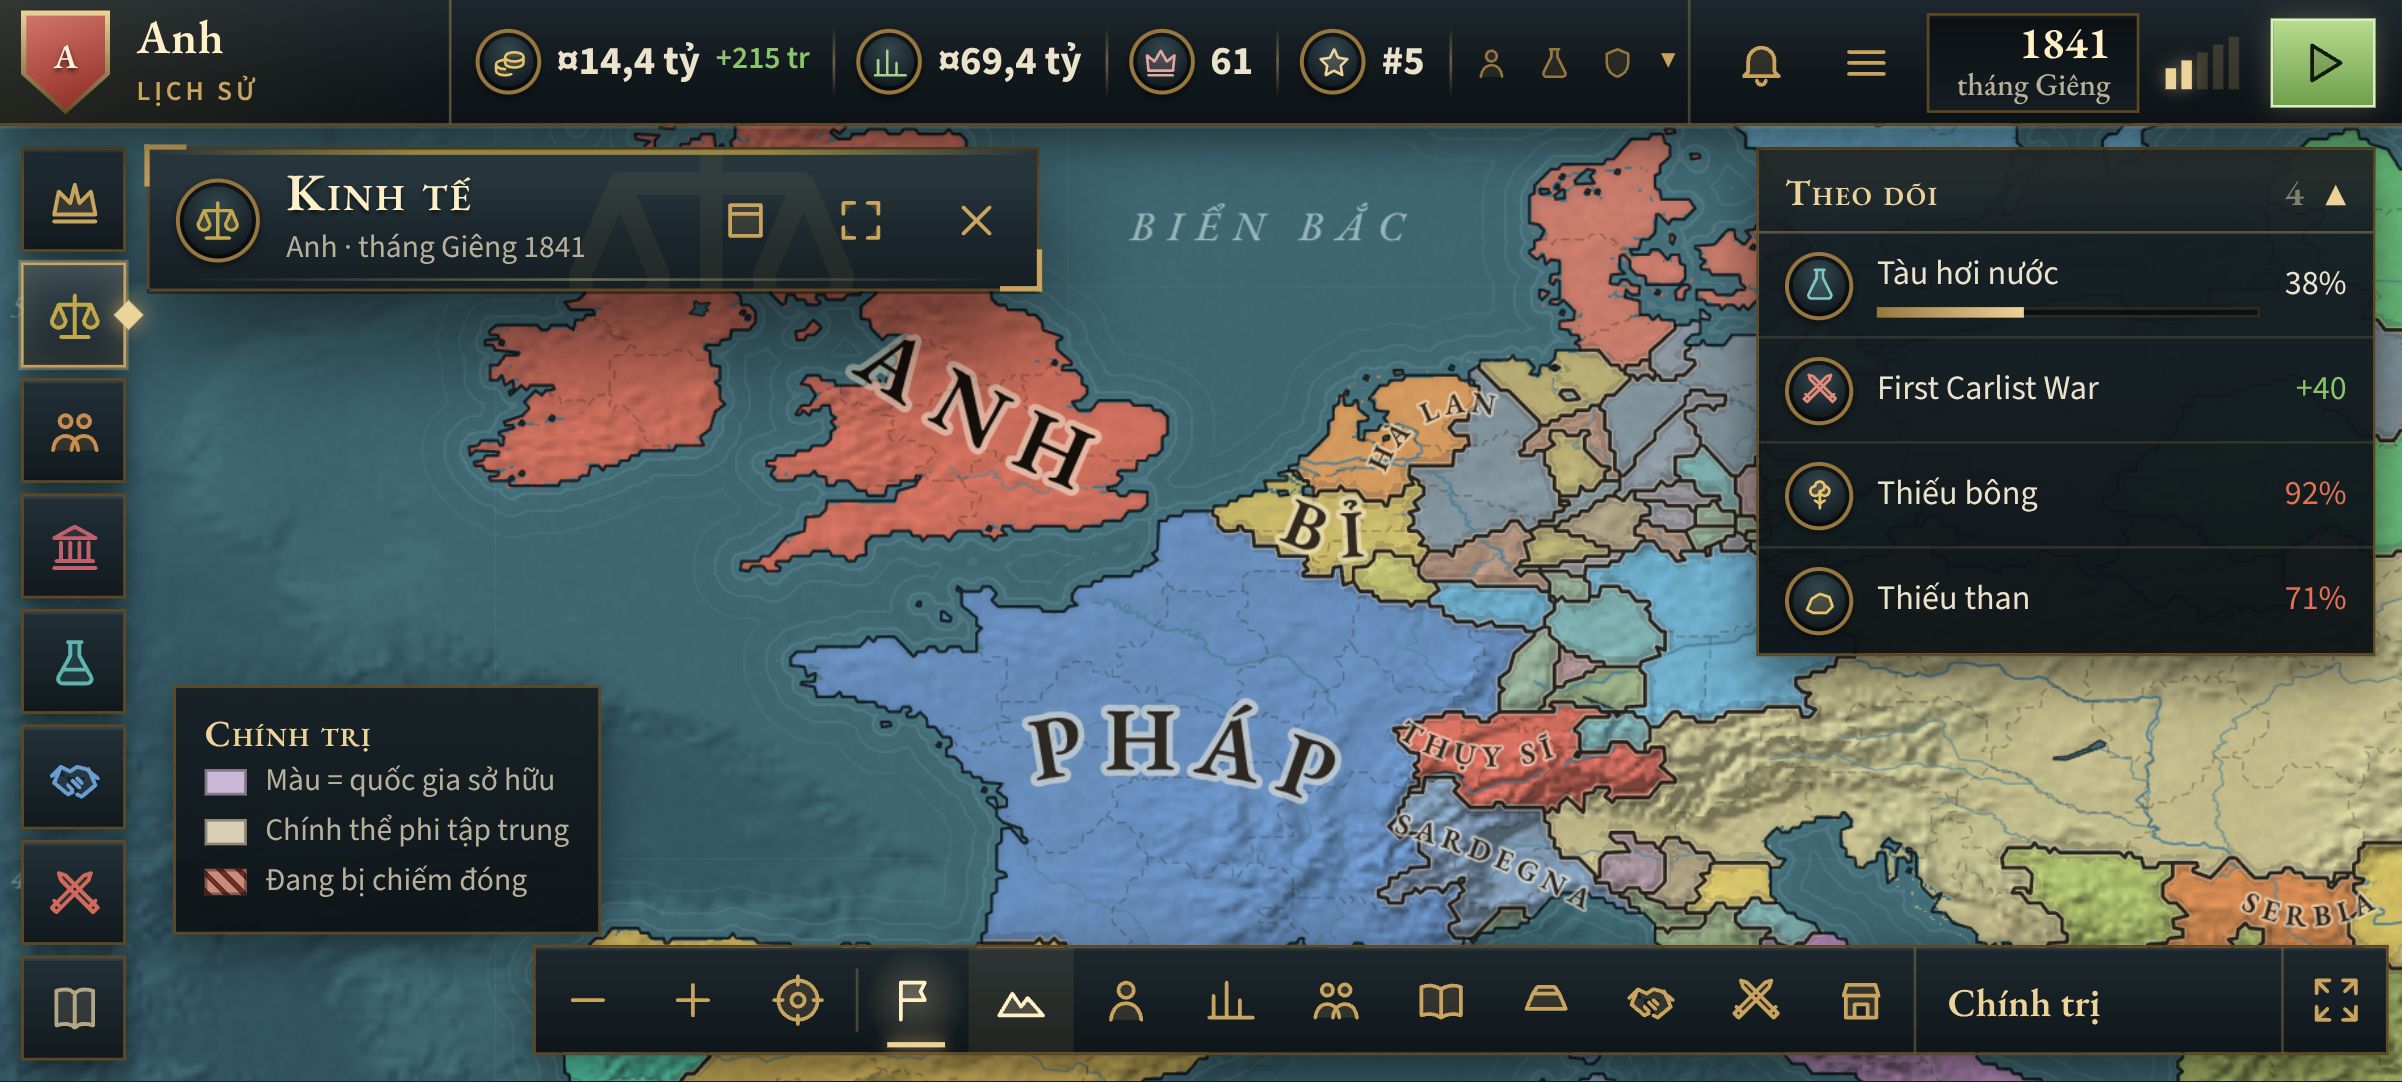 A
Anh
LỊCH SỬ
¤14,4 tỷ +215 tr
¤69,4 tỷ
61
#5
1841
tháng Giêng
Kinh tế
Anh · tháng Giêng 1841
Theo dõi 4
Tàu hơi nước 38%
First Carlist War +40
Thiếu bông 92%
Thiếu than 71%
BIỂN BẮC
ANH
HÀ LAN
BỈ
PHÁP
THỤY SĨ
SARDEGNA
SERBIA
Chính trị
Màu = quốc gia sở hữu
Chính thể phi tập trung
Đang bị chiếm đóng
Chính trị